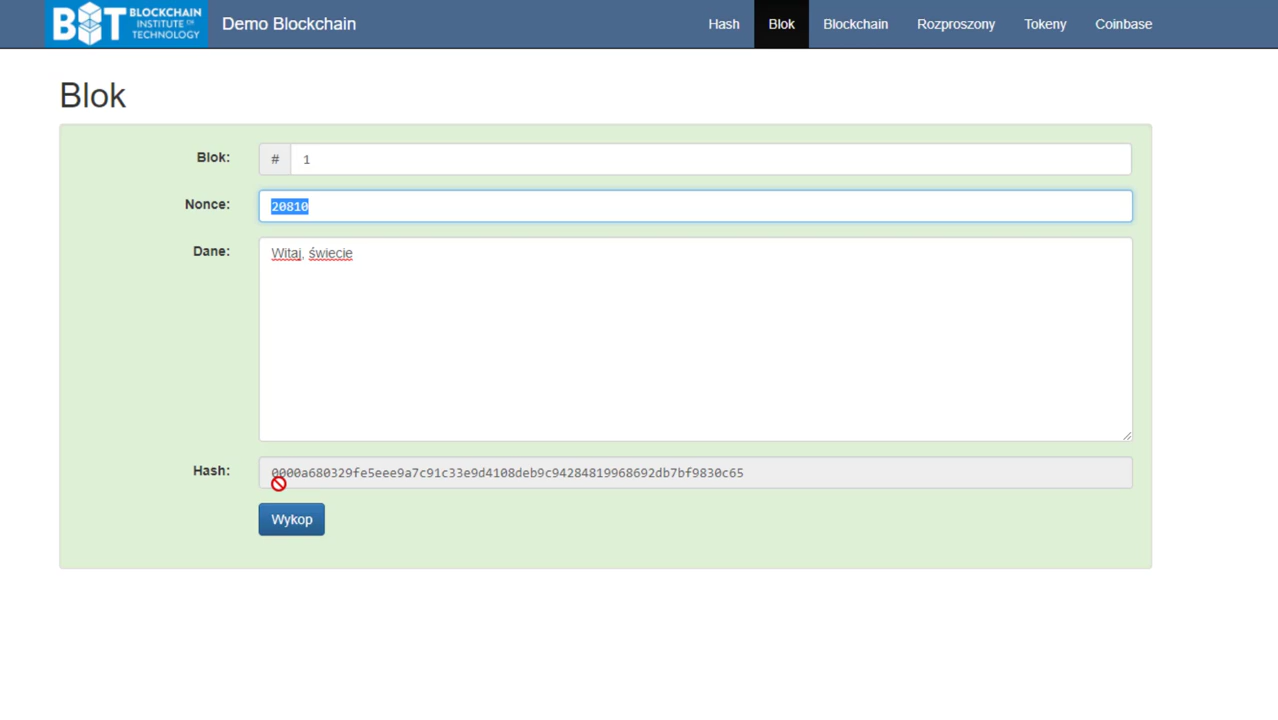 BIT BLOCKCHAIN INSTITUTE OF TECHNOLOGY
Demo Blockchain
Hash
Blok
Blockchain
Rozproszony
Tokeny
Coinbase
Blok
Blok: # 1
Nonce: 20810
Dane: Witaj, świecie
Hash: 0000a680329fe5eee9a7c91c33e9d4108deb9c94284819968692db7bf9830c65
Wykop